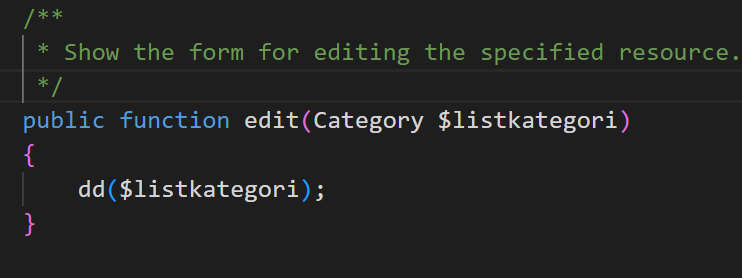 /**
 * Show the form for editing the specified resource.
 */
public function edit(Category $listkategori)
{
    dd($listkategori);
}